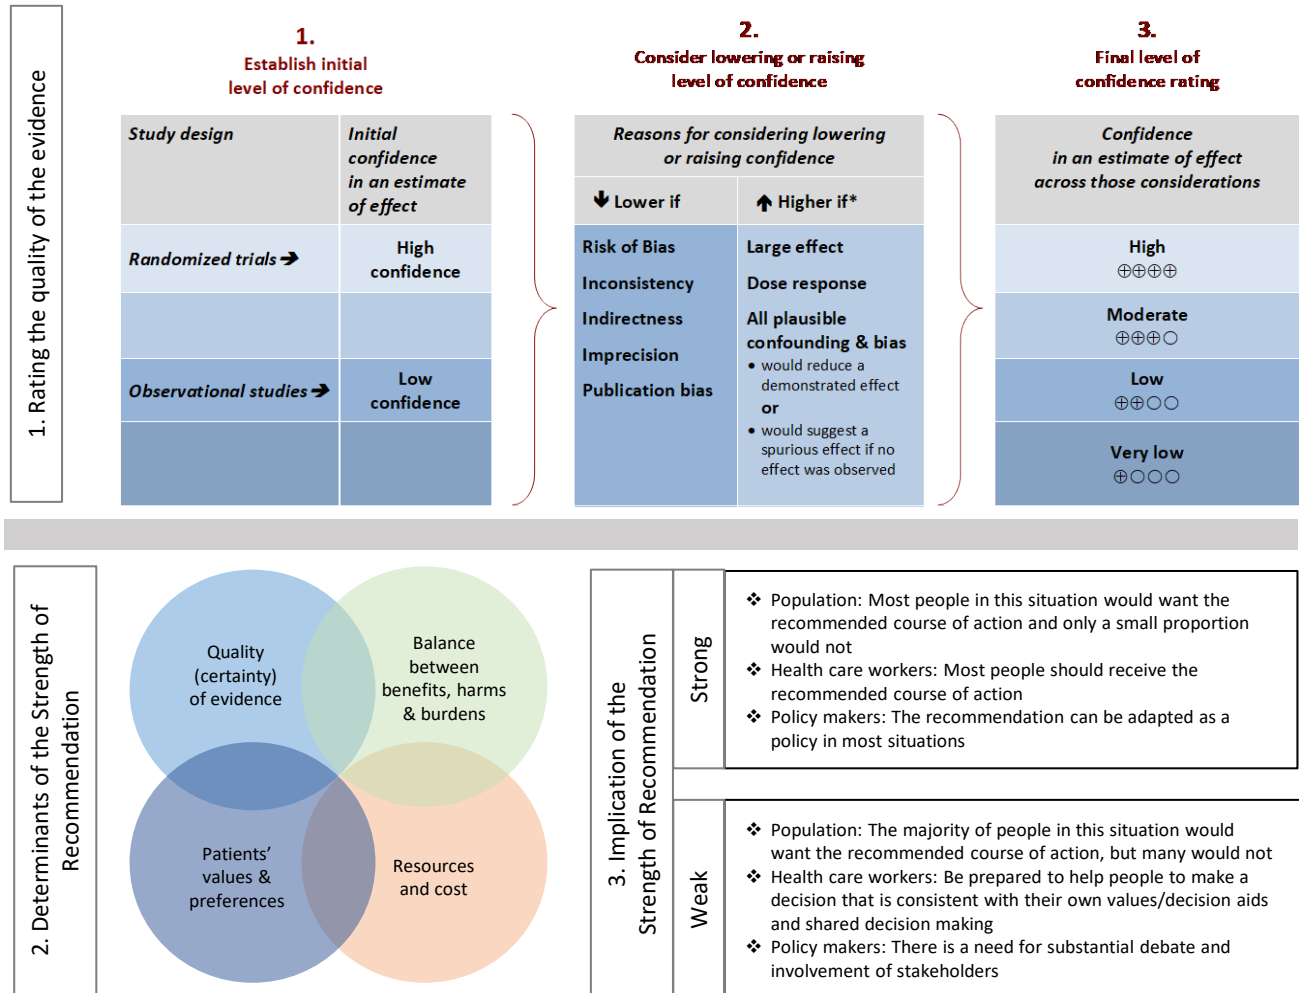 1. Rating the quality of the evidence
1.
Establish initial
level of confidence
2.
Consider lowering or raising
level of confidence
3.
Final level of
confidence rating
Study design
Initial
confidence
in an estimate
of effect
Randomized trials ➔
High
confidence
Observational studies ➔
Low
confidence
Reasons for considering lowering
or raising confidence
🡻 Lower if
🡹 Higher if*
Risk of Bias
Inconsistency
Indirectness
Imprecision
Publication bias
Large effect
Dose response
All plausible
confounding & bias
• would reduce a
demonstrated effect
or
• would suggest a
spurious effect if no
effect was observed
Confidence
in an estimate of effect
across those considerations
High
⊕⊕⊕⊕
Moderate
⊕⊕⊕○
Low
⊕⊕○○
Very low
⊕○○○
2. Determinants of the Strength of
Recommendation
Quality
(certainty)
of evidence
Balance
between
benefits, harms
& burdens
Patients’
values &
preferences
Resources
and cost
3. Implication of the
Strength of Recommendation
Strong
❖ Population: Most people in this situation would want the
recommended course of action and only a small proportion
would not
❖ Health care workers: Most people should receive the
recommended course of action
❖ Policy makers: The recommendation can be adapted as a
policy in most situations
Weak
❖ Population: The majority of people in this situation would
want the recommended course of action, but many would not
❖ Health care workers: Be prepared to help people to make a
decision that is consistent with their own values/decision aids
and shared decision making
❖ Policy makers: There is a need for substantial debate and
involvement of stakeholders